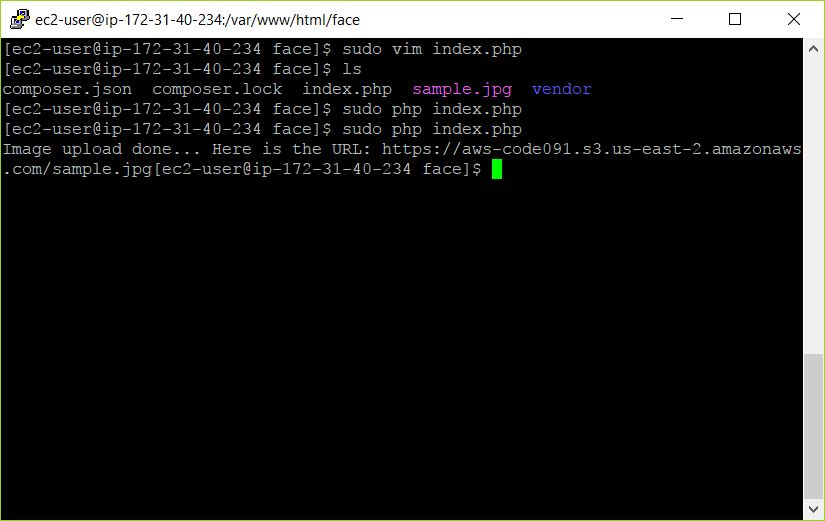 ec2-user@ip-172-31-40-234:/var/www/html/face
[ec2-user@ip-172-31-40-234 face]$ sudo vim index.php
[ec2-user@ip-172-31-40-234 face]$ ls
composer.json  composer.lock  index.php  sample.jpg  vendor
[ec2-user@ip-172-31-40-234 face]$ sudo php index.php
[ec2-user@ip-172-31-40-234 face]$ sudo php index.php
Image upload done... Here is the URL: https://aws-code091.s3.us-east-2.amazonaws
.com/sample.jpg[ec2-user@ip-172-31-40-234 face]$